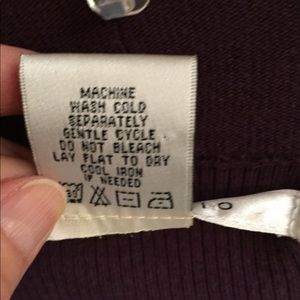 MACHINE
WASH COLD
SEPARATELY
GENTLE CYCLE
DO NOT BLEACH
LAY FLAT TO DRY
COOL IRON
IF NEEDED